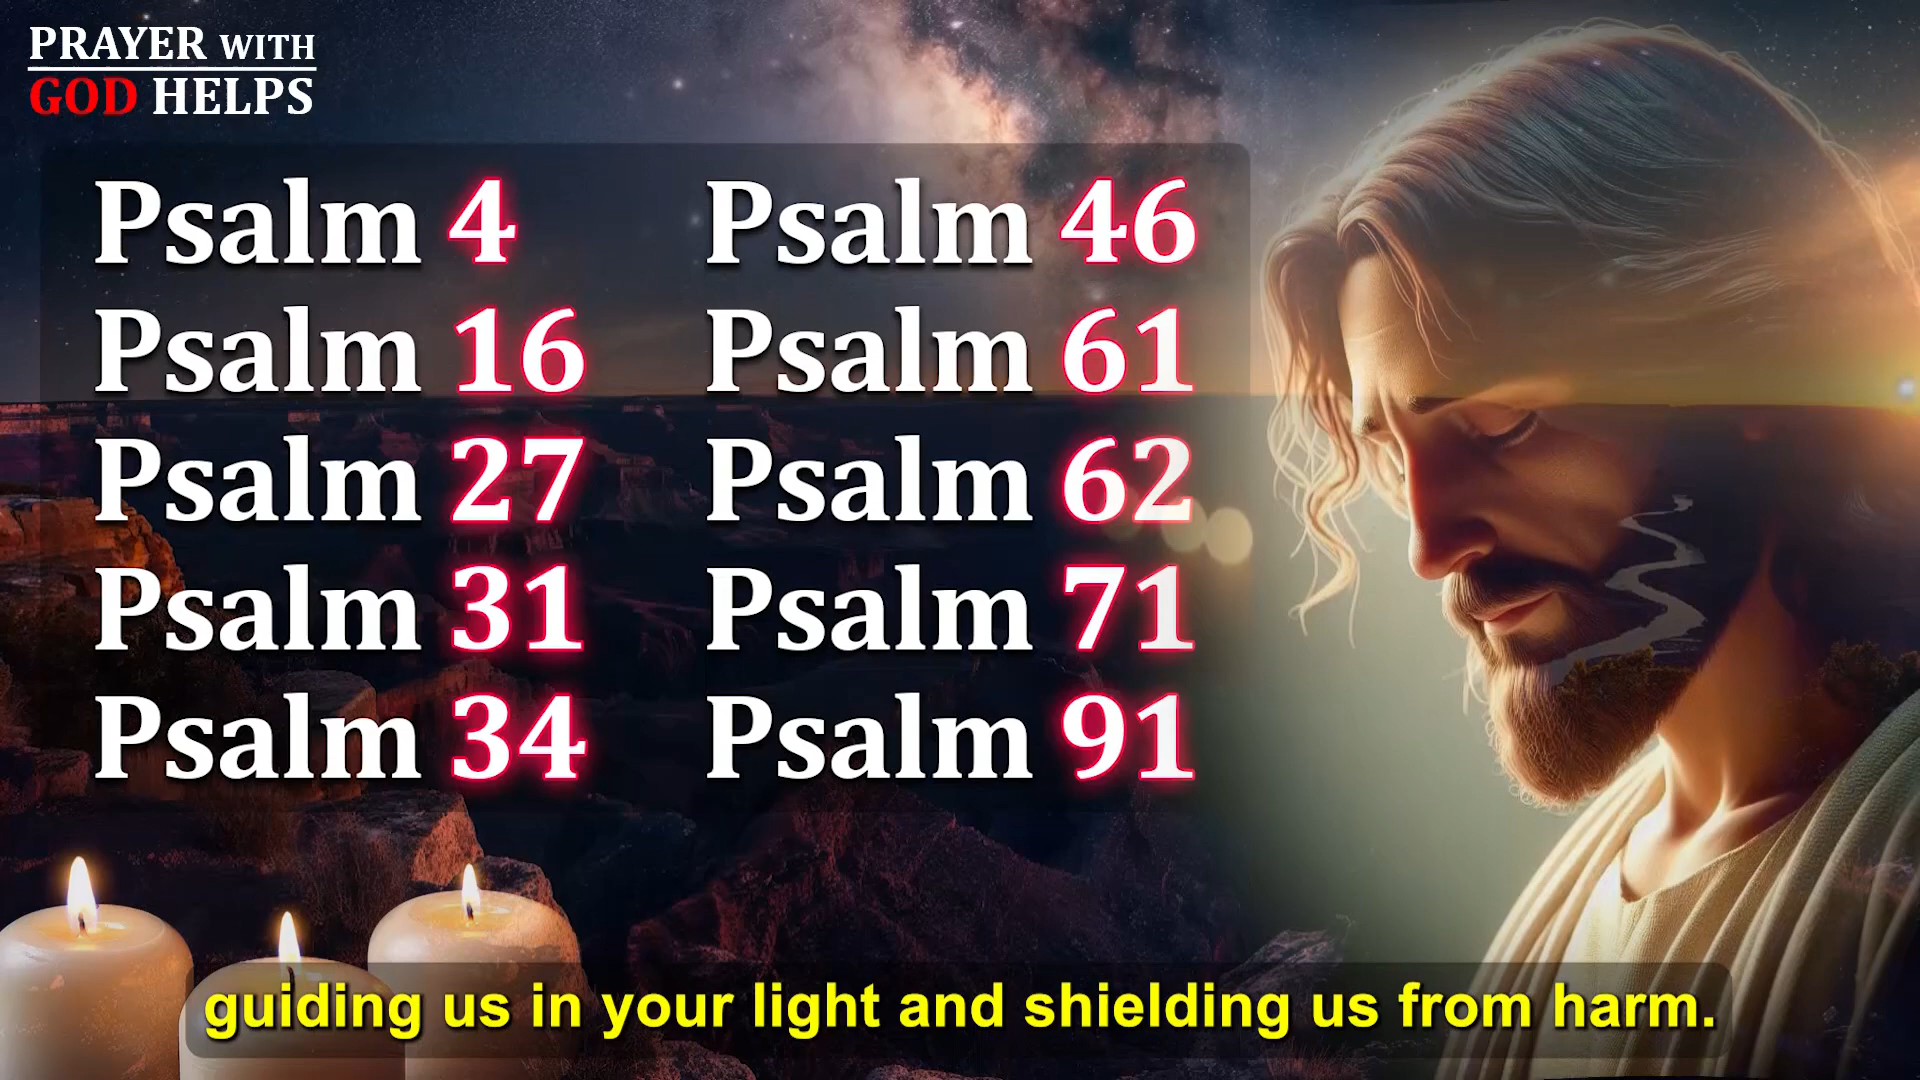 PRAYER WITH
GOD HELPS
Psalm 4
Psalm 16
Psalm 27
Psalm 31
Psalm 34
Psalm 46
Psalm 61
Psalm 62
Psalm 71
Psalm 91
guiding us in your light and shielding us from harm.